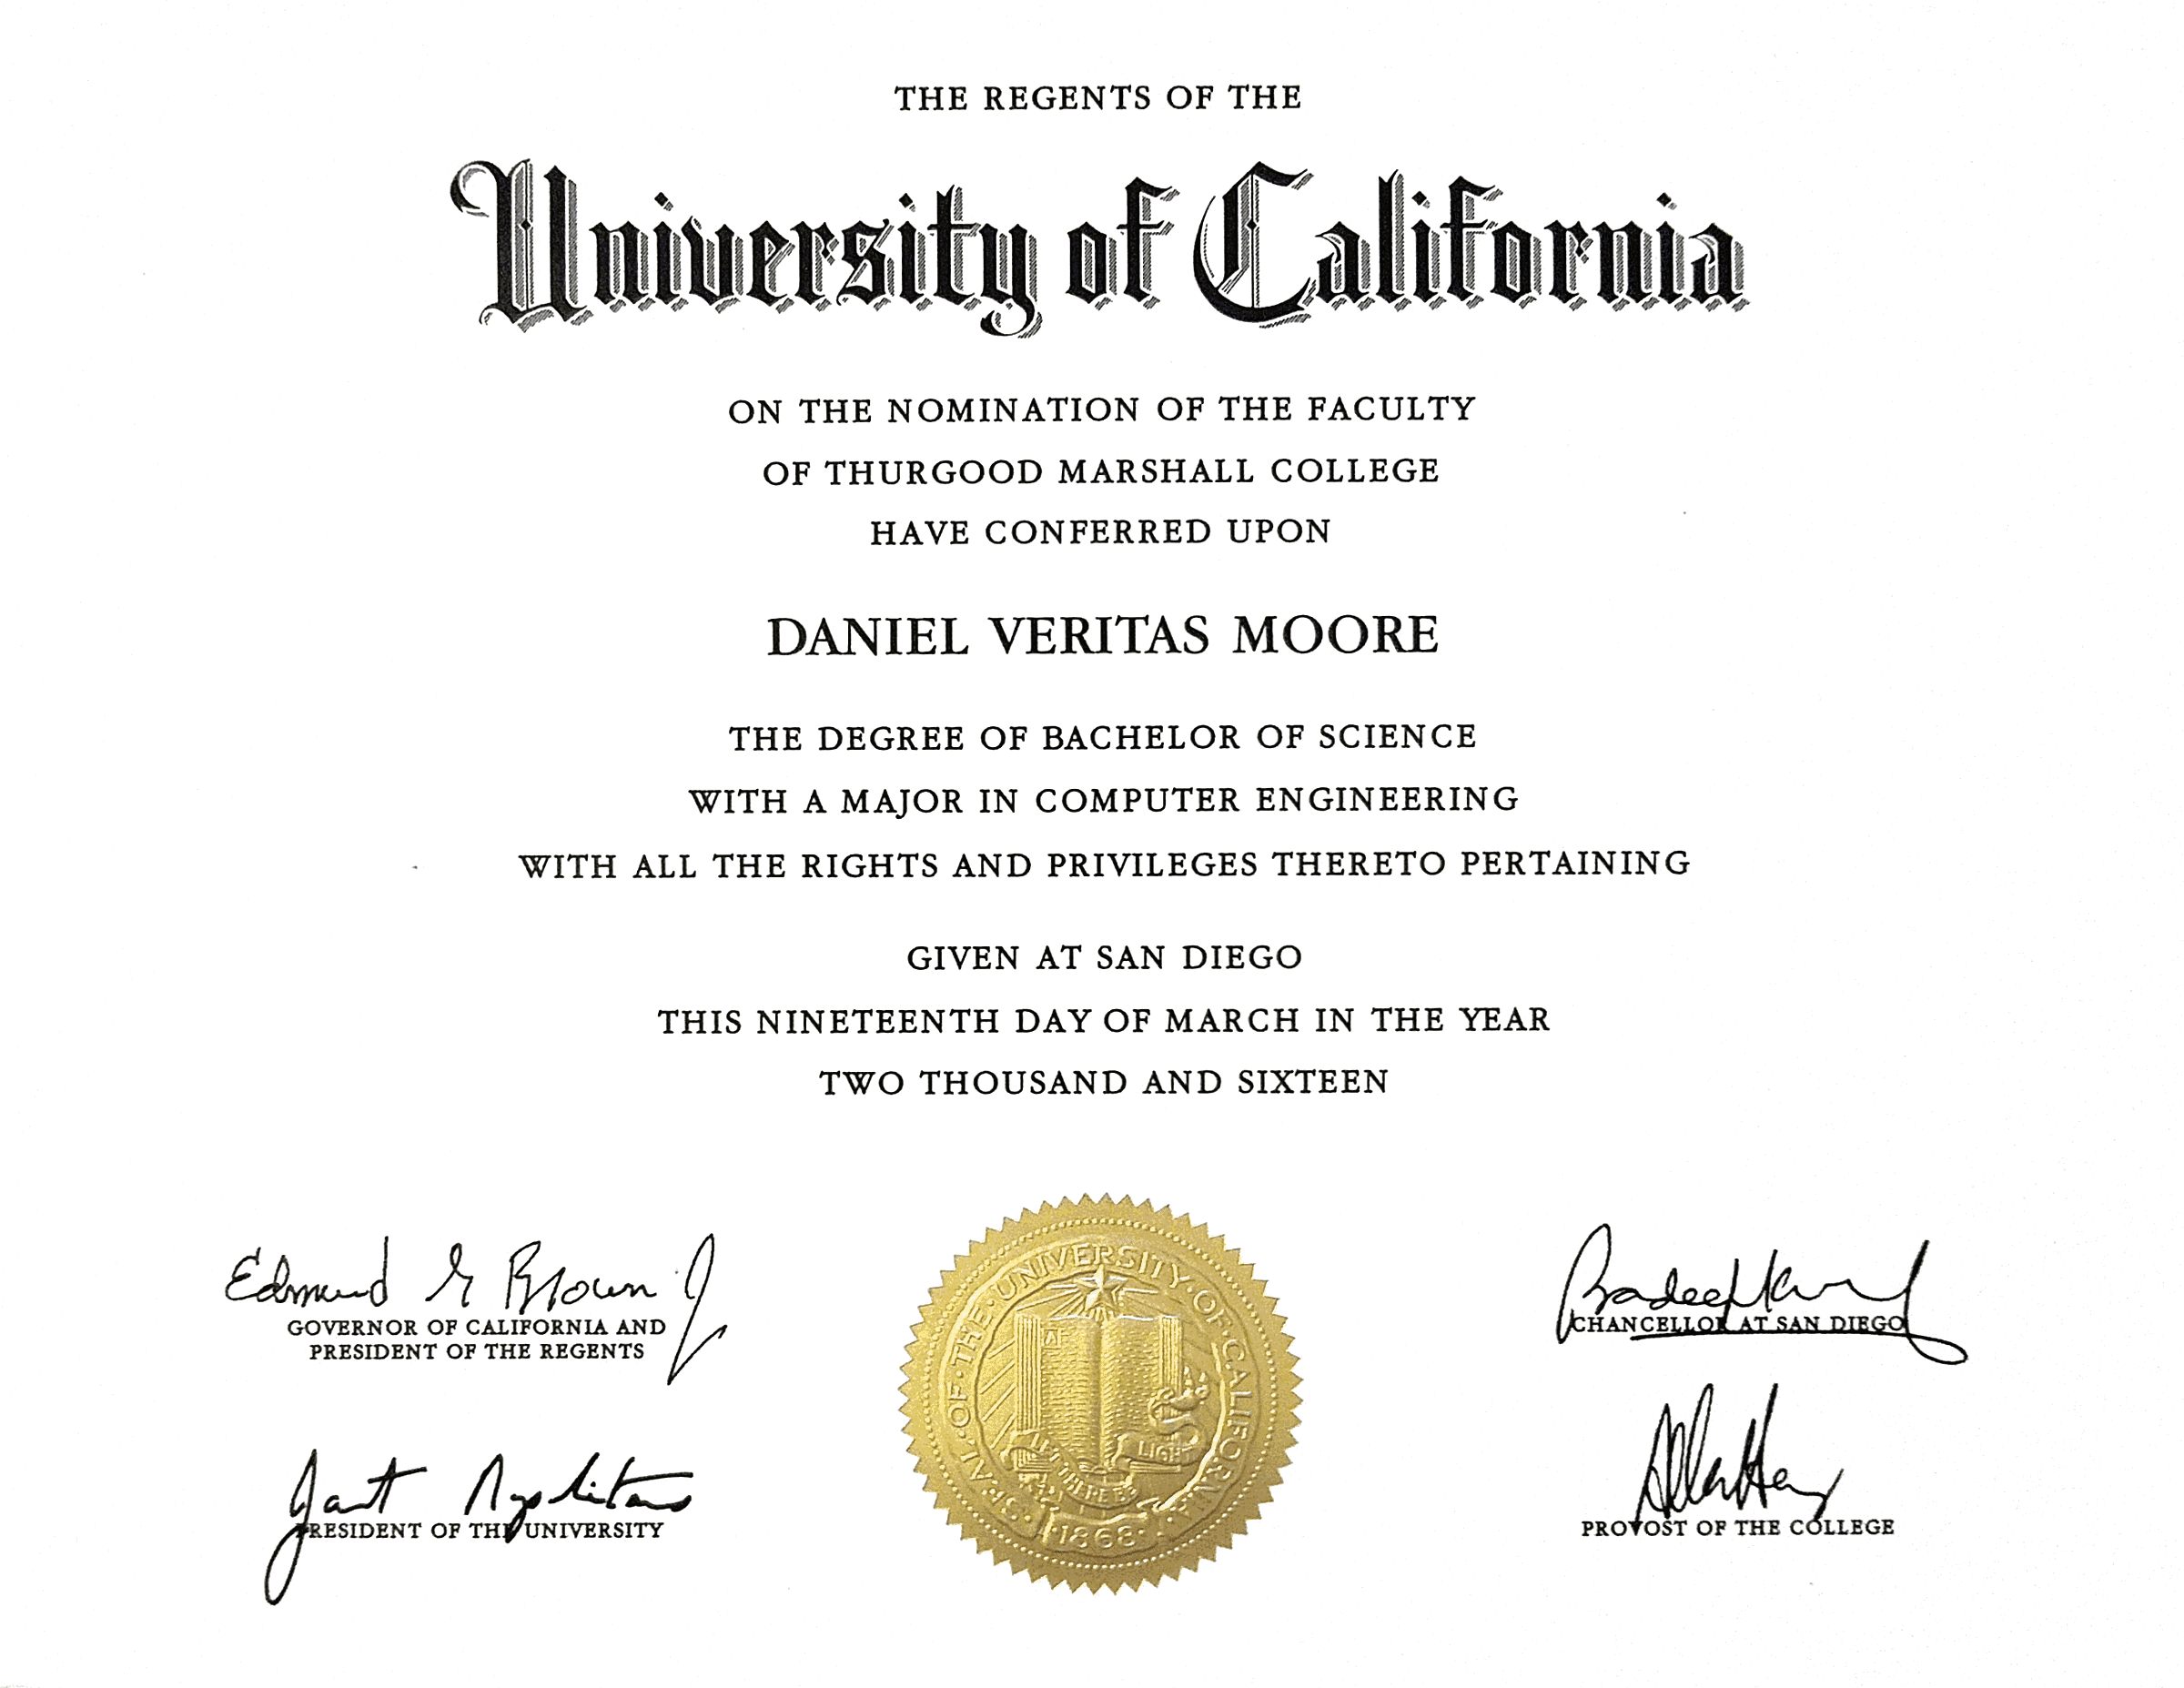 THE REGENTS OF THE
University of California
ON THE NOMINATION OF THE FACULTY
OF THURGOOD MARSHALL COLLEGE
HAVE CONFERRED UPON
DANIEL VERITAS MOORE
THE DEGREE OF BACHELOR OF SCIENCE
WITH A MAJOR IN COMPUTER ENGINEERING
WITH ALL THE RIGHTS AND PRIVILEGES THERETO PERTAINING
GIVEN AT SAN DIEGO
THIS NINETEENTH DAY OF MARCH IN THE YEAR
TWO THOUSAND AND SIXTEEN
Edmund G Brown Jr
GOVERNOR OF CALIFORNIA AND
PRESIDENT OF THE REGENTS
Janet Napolitano
PRESIDENT OF THE UNIVERSITY
SEAL·OF·THE·UNIVERSITY·OF·CALIFORNIA
LET THERE BE LIGHT
·1868·
CHANCELLOR AT SAN DIEGO
PROVOST OF THE COLLEGE